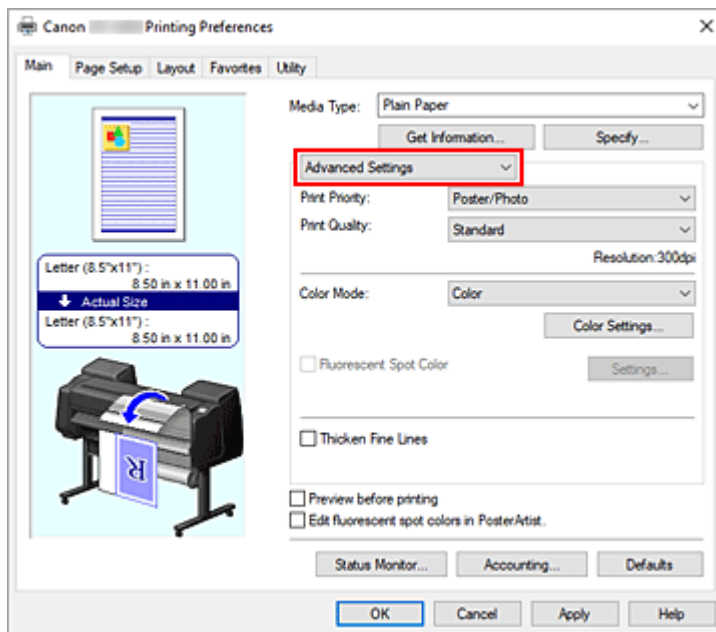 Canon Printing Preferences
Main Page Setup Layout Favorites Utility
Media Type: Plain Paper
Get Information... Specify...
Advanced Settings
Print Priority: Poster/Photo
Print Quality: Standard
Resolution:300dpi
Letter (8.5"x11") :
8.50 in x 11.00 in
Actual Size
Letter (8.5"x11") :
8.50 in x 11.00 in
Color Mode: Color
Color Settings...
Fluorescent Spot Color Settings...
Thicken Fine Lines
R
Preview before printing
Edit fluorescent spot colors in PosterArtist.
Status Monitor... Accounting... Defaults
OK Cancel Apply Help